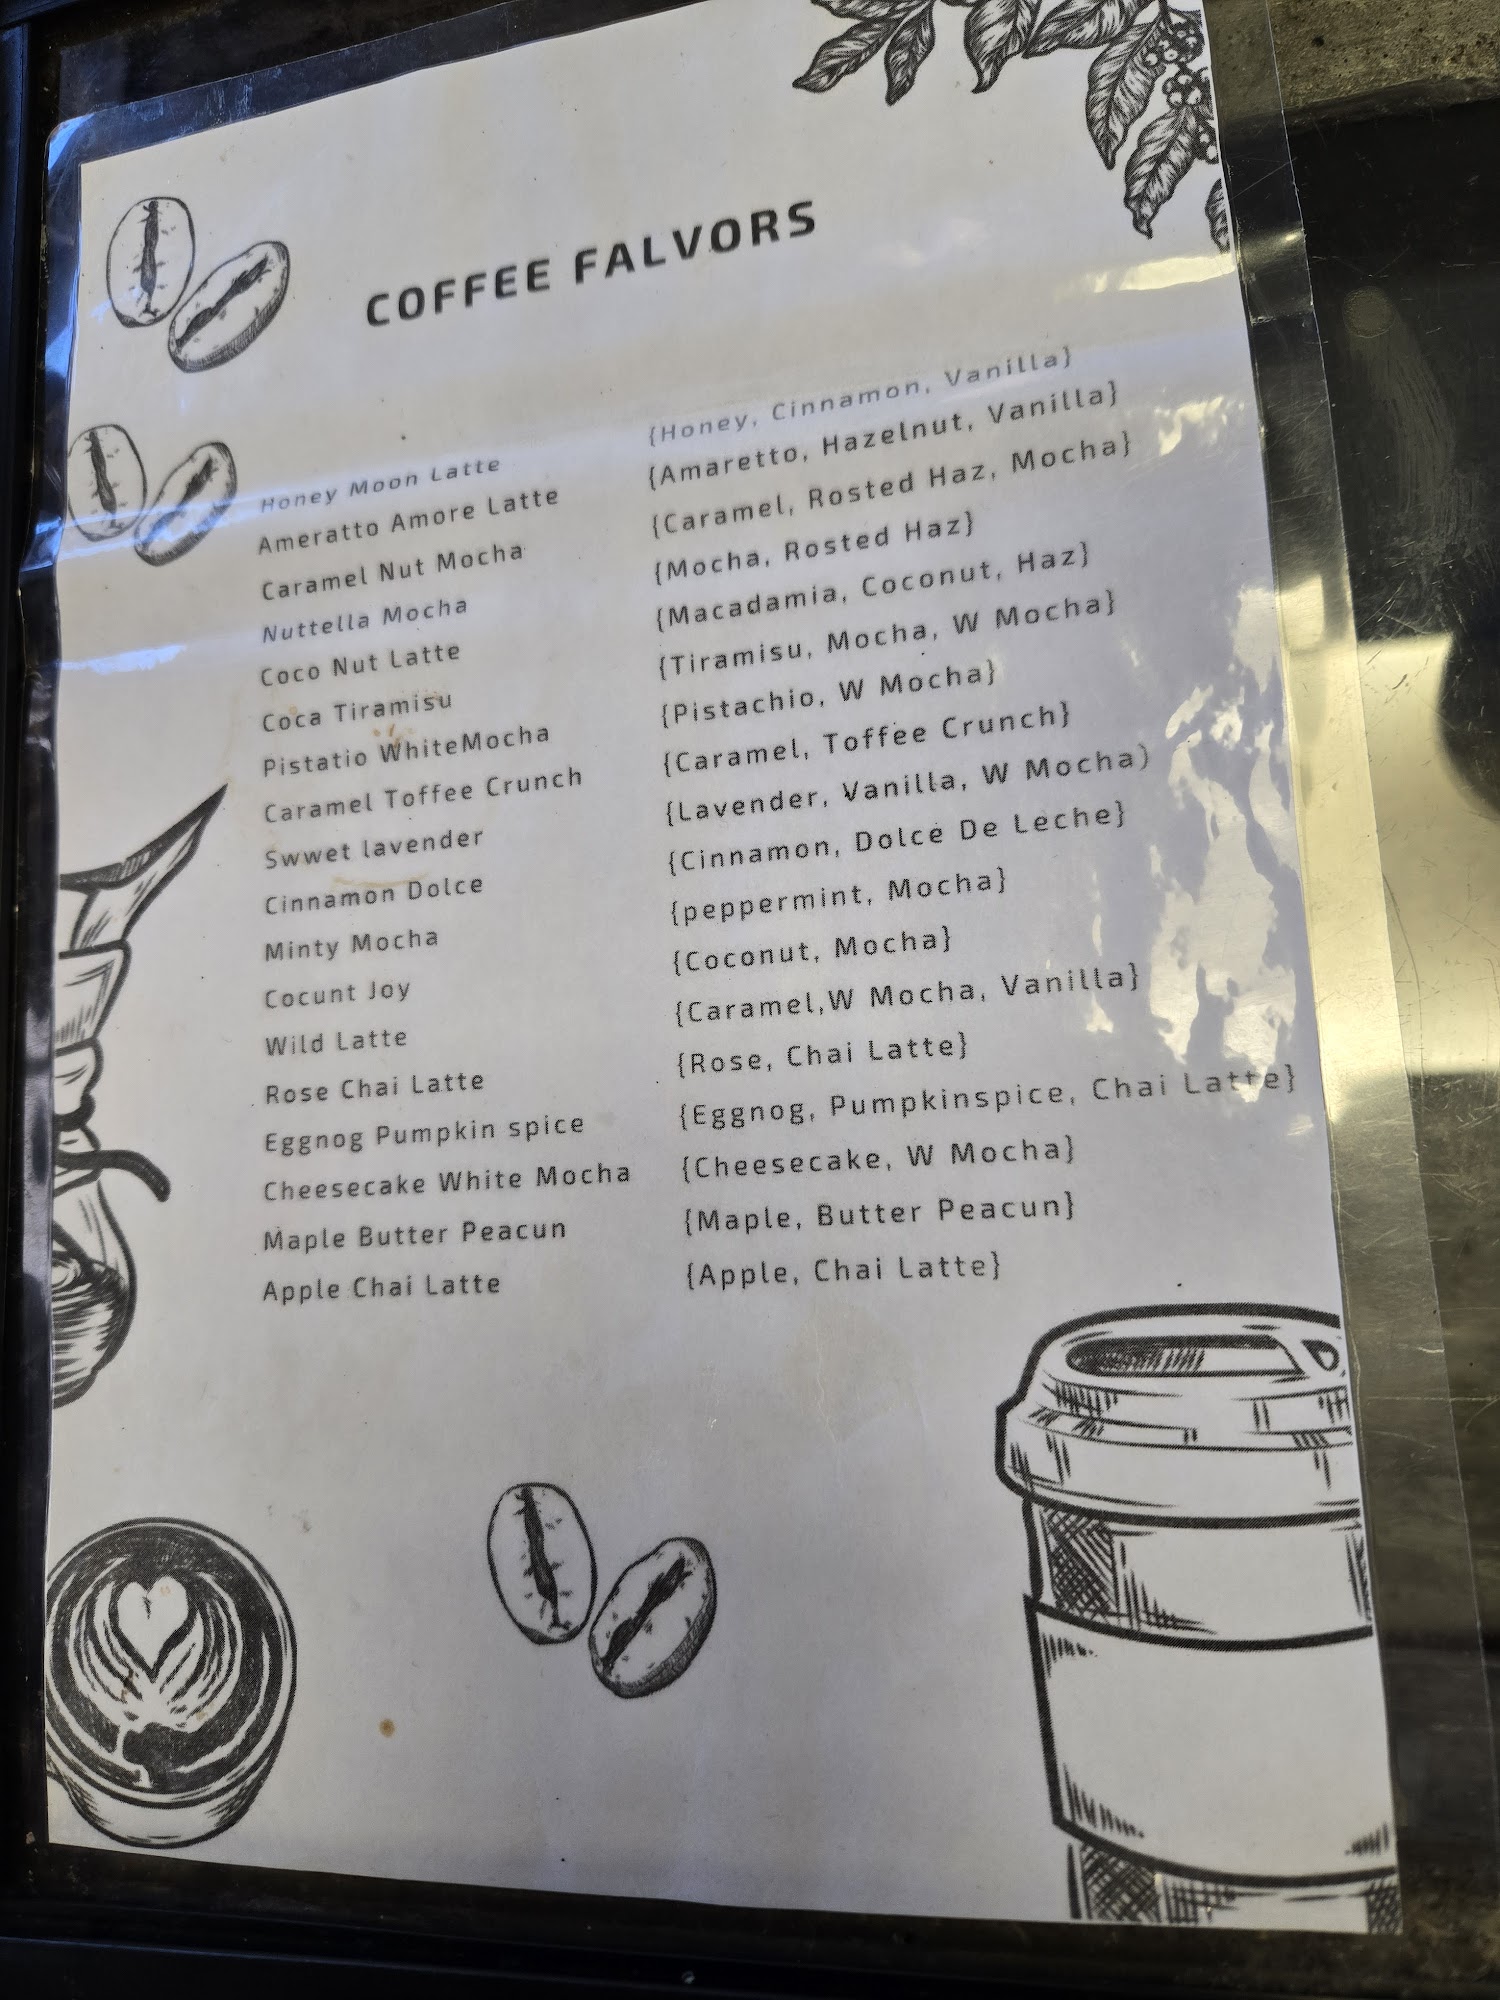 COFFEE FALVORS
Honey Moon Latte {Honey, Cinnamon, Vanilla}
Ameratto Amore Latte {Amaretto, Hazelnut, Vanilla}
Caramel Nut Mocha {Caramel, Rosted Haz, Mocha}
Nuttella Mocha {Mocha, Rosted Haz}
Coco Nut Latte {Macadamia, Coconut, Haz}
Coca Tiramisu {Tiramisu, Mocha, W Mocha}
Pistatio WhiteMocha {Pistachio, W Mocha}
Caramel Toffee Crunch {Caramel, Toffee Crunch}
Swwet lavender {Lavender, Vanilla, W Mocha)
Cinnamon Dolce {Cinnamon, Dolce De Leche}
Minty Mocha {peppermint, Mocha}
Cocunt Joy {Coconut, Mocha}
Wild Latte {Caramel,W Mocha, Vanilla}
Rose Chai Latte {Rose, Chai Latte}
Eggnog Pumpkin spice {Eggnog, Pumpkinspice, Chai Latte}
Cheesecake White Mocha {Cheesecake, W Mocha}
Maple Butter Peacun {Maple, Butter Peacun}
Apple Chai Latte {Apple, Chai Latte}